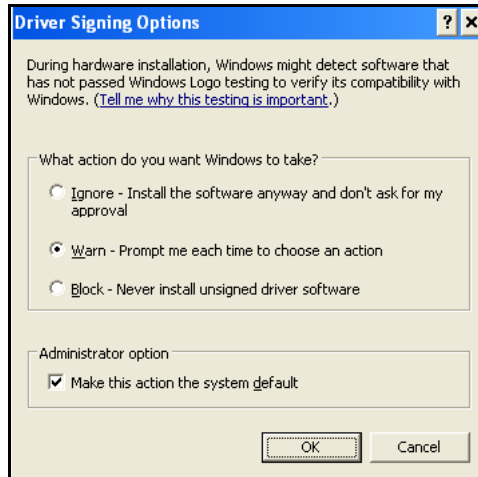 Driver Signing Options
During hardware installation, Windows might detect software that
has not passed Windows Logo testing to verify its compatibility with
Windows. (Tell me why this testing is important.)
What action do you want Windows to take?
Ignore - Install the software anyway and don't ask for my
approval
Warn - Prompt me each time to choose an action
Block - Never install unsigned driver software
Administrator option
Make this action the system default
OK Cancel